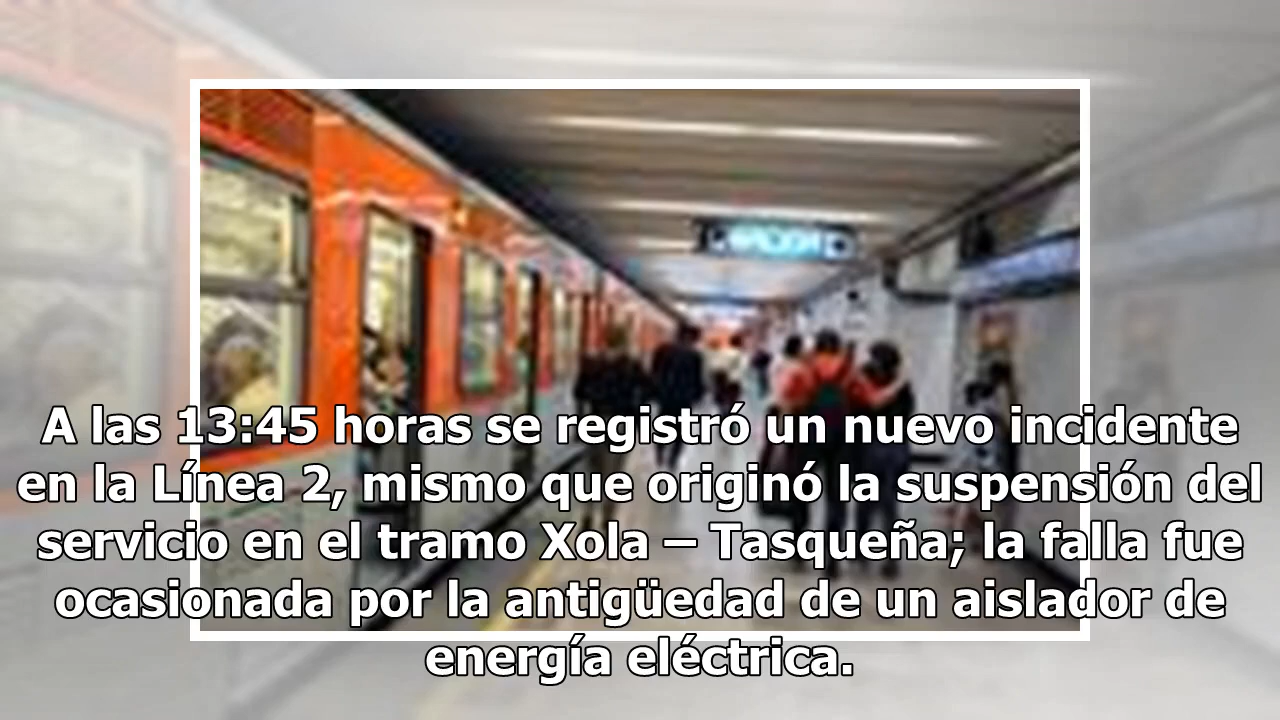 A las 13:45 horas se registró un nuevo incidente
en la Línea 2, mismo que originó la suspensión del
servicio en el tramo Xola – Tasqueña; la falla fue
ocasionada por la antigüedad de un aislador de
energía eléctrica.